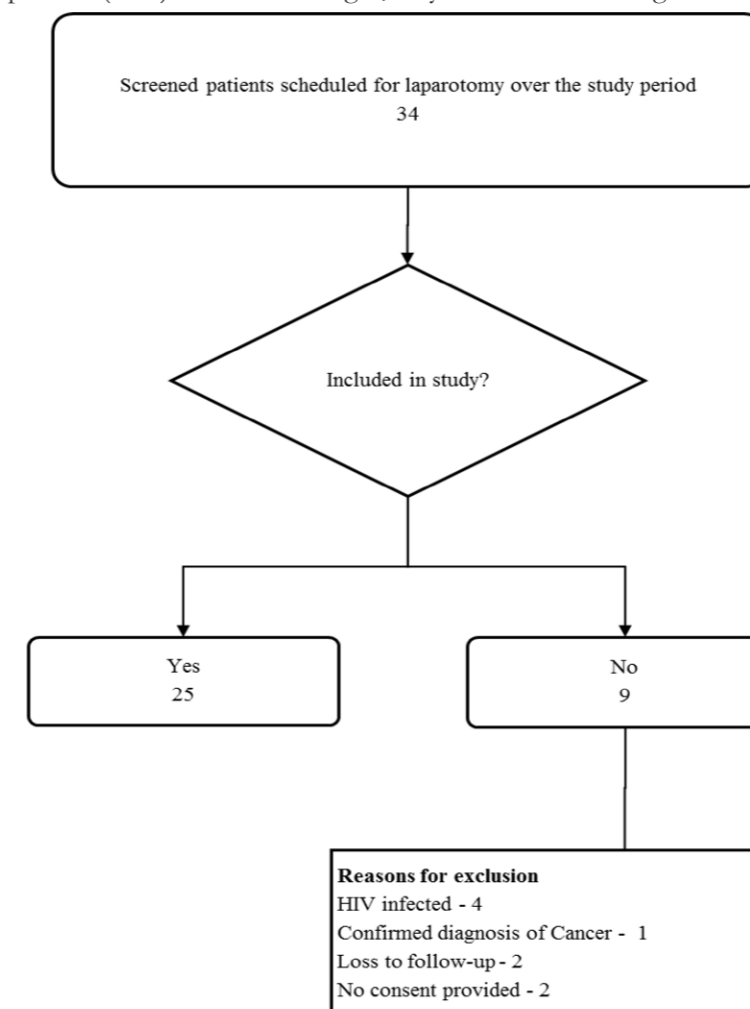 Screened patients scheduled for laparotomy over the study period
34
Included in study?
Yes
25
No
9
Reasons for exclusion
HIV infected - 4
Confirmed diagnosis of Cancer - 1
Loss to follow-up - 2
No consent provided - 2